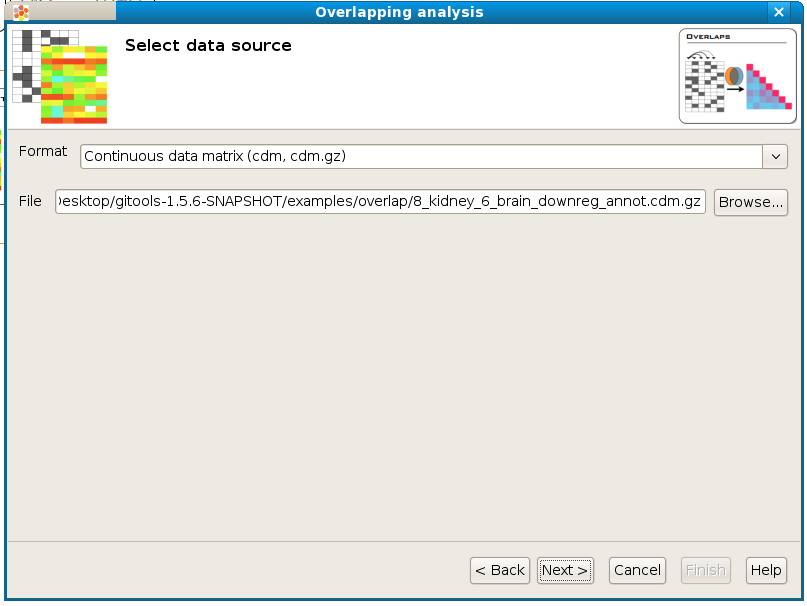 Overlapping analysis
Select data source
OVERLAPS
Format
Continuous data matrix (cdm, cdm.gz)
File
esktop/gitools-1.5.6-SNAPSHOT/examples/overlap/8_kidney_6_brain_downreg_annot.cdm.gz
Browse...
< Back
Next >
Cancel
Finish
Help